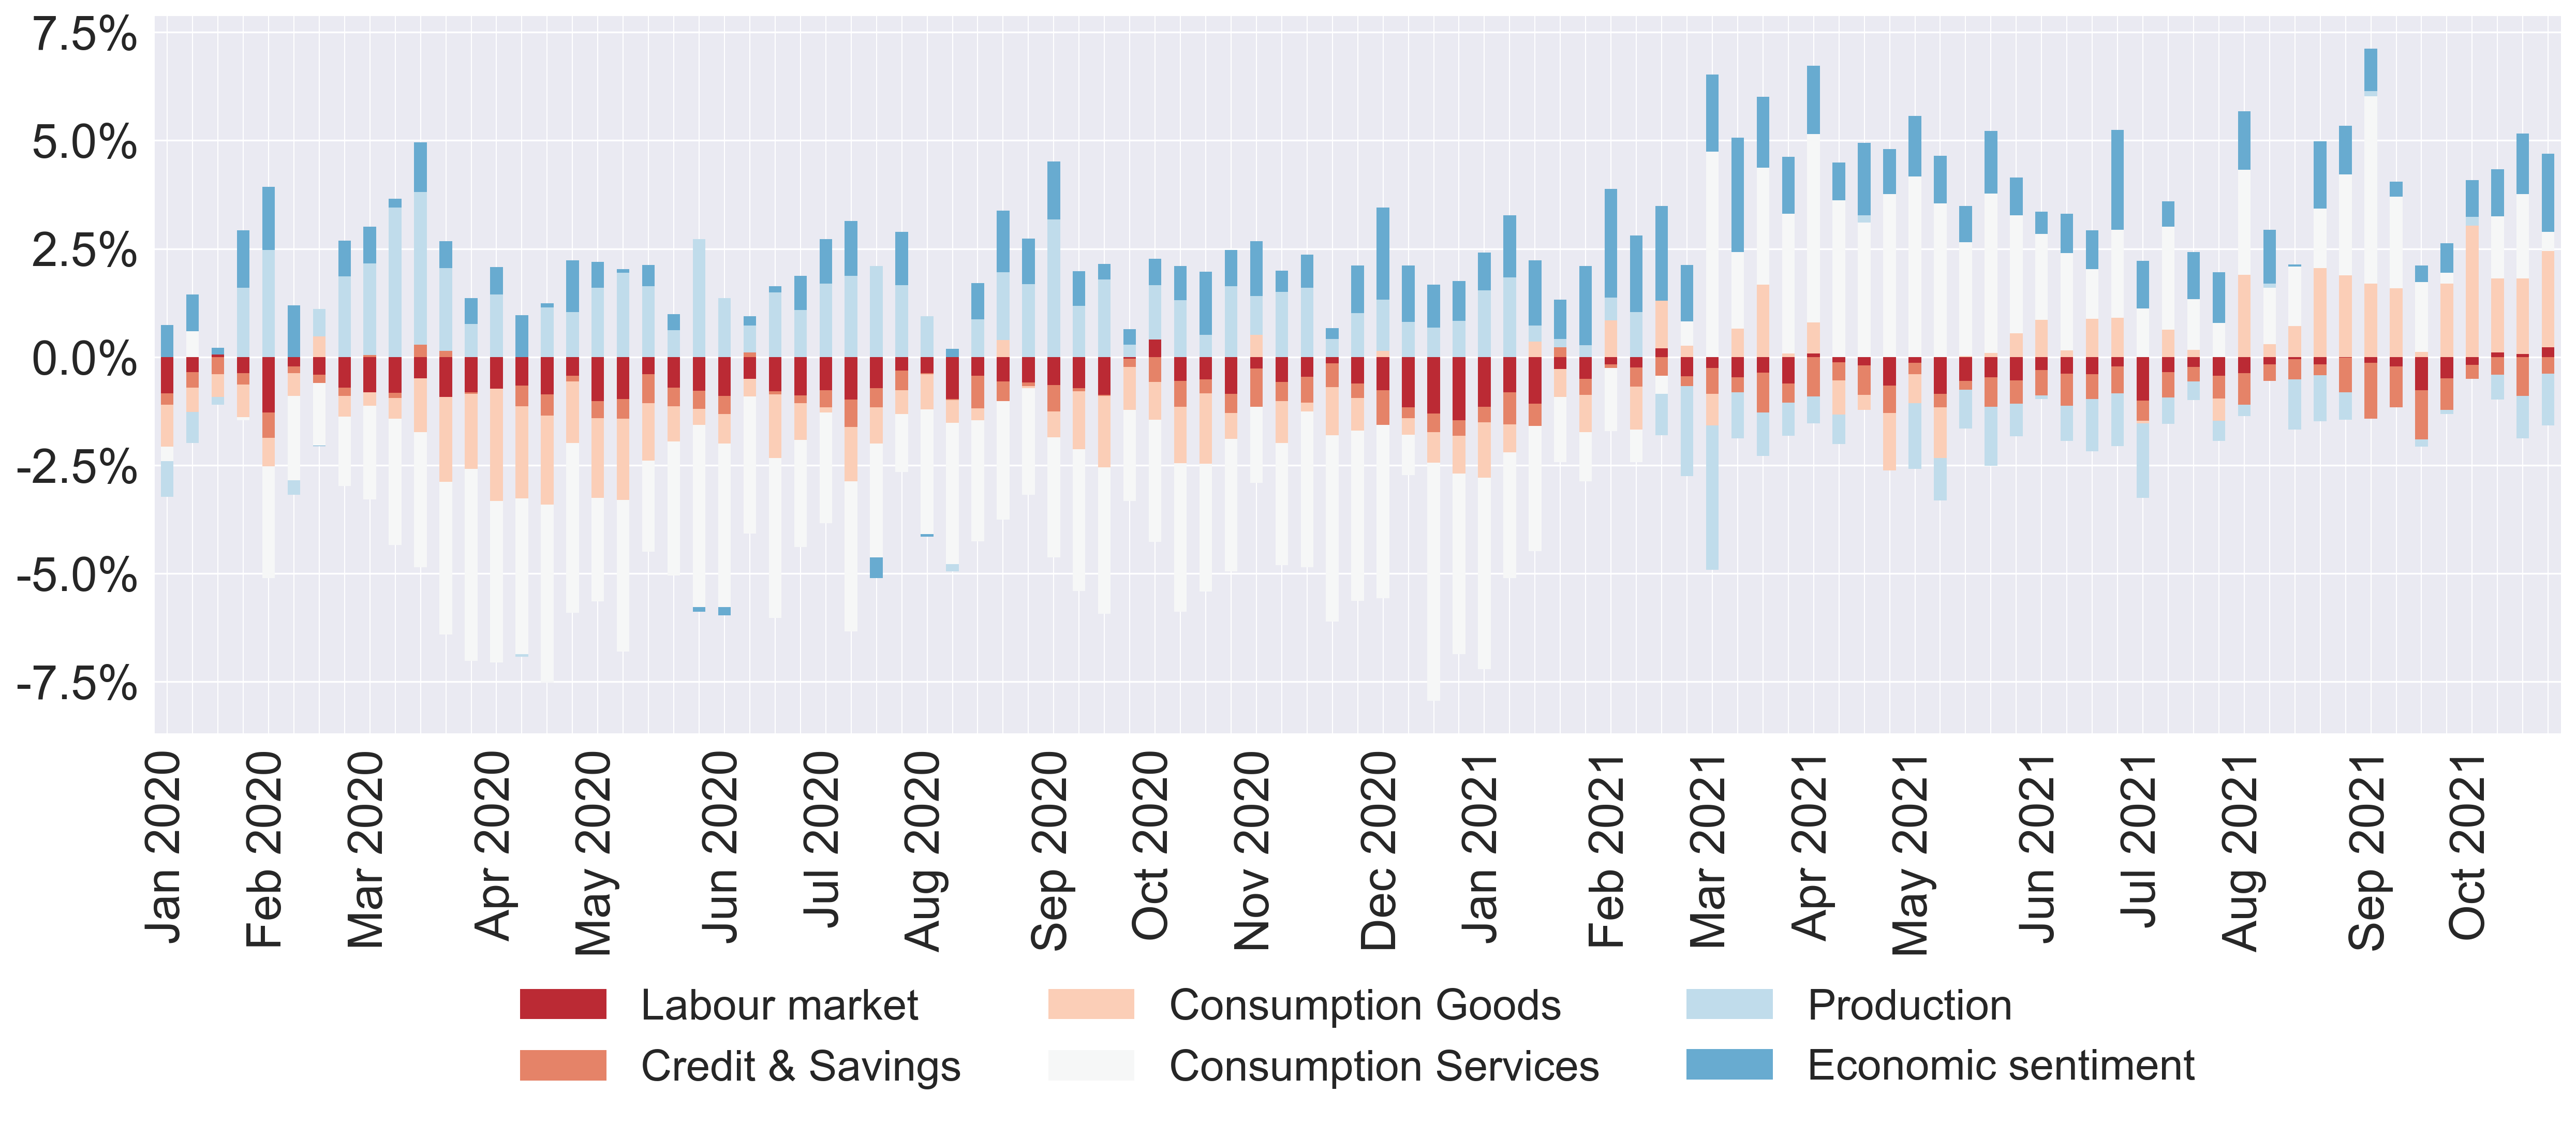 7.5%
5.0%
2.5%
0.0%
-2.5%
-5.0%
-7.5%
Jan 2020
Feb 2020
Mar 2020
Apr 2020
May 2020
Jun 2020
Jul 2020
Aug 2020
Sep 2020
Oct 2020
Nov 2020
Dec 2020
Jan 2021
Feb 2021
Mar 2021
Apr 2021
May 2021
Jun 2021
Jul 2021
Aug 2021
Sep 2021
Oct 2021
Labour market
Consumption Goods
Production
Credit & Savings
Consumption Services
Economic sentiment